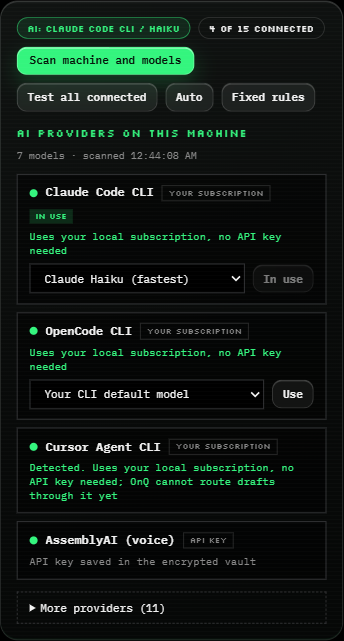 AI: CLAUDE CODE CLI / HAIKU 4 OF 15 CONNECTED
Scan machine and models
Test all connected Auto Fixed rules
AI PROVIDERS ON THIS MACHINE
7 models · scanned 12:44:08 AM
Claude Code CLI YOUR SUBSCRIPTION
IN USE
Uses your local subscription, no API key
needed
Claude Haiku (fastest) In use
OpenCode CLI YOUR SUBSCRIPTION
Uses your local subscription, no API key
needed
Your CLI default model Use
Cursor Agent CLI YOUR SUBSCRIPTION
Detected. Uses your local subscription, no
API key needed; OnQ cannot route drafts
through it yet
AssemblyAI (voice) API KEY
API key saved in the encrypted vault
More providers (11)